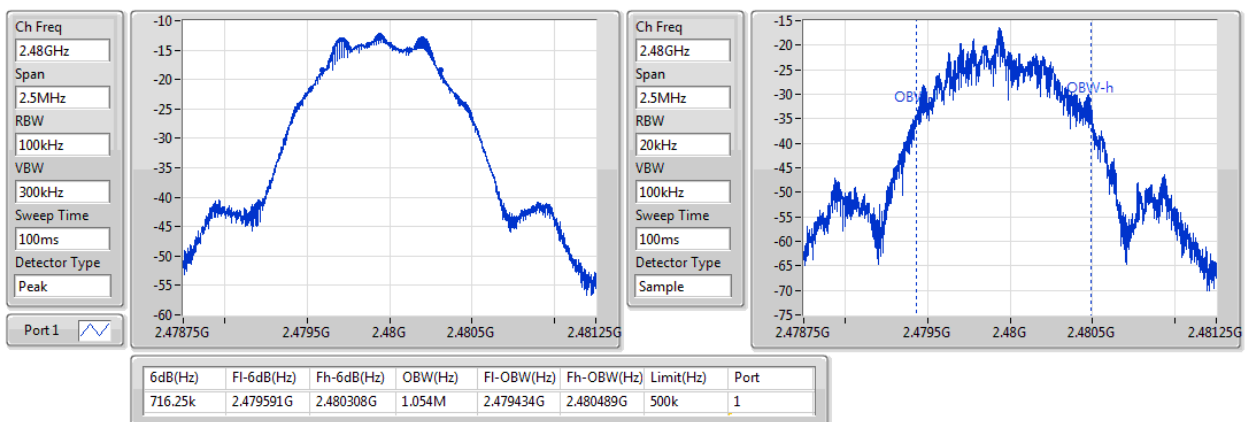 Ch Freq
2.48GHz
Span
2.5MHz
RBW
100kHz
VBW
300kHz
Sweep Time
100ms
Detector Type
Peak
Port 1
-10
-15
-20
-25
-30
-35
-40
-45
-50
-55
-60
2.47875G 2.4795G 2.48G 2.4805G 2.48125G
Ch Freq
2.48GHz
Span
2.5MHz
RBW
20kHz
VBW
100kHz
Sweep Time
100ms
Detector Type
Sample
-15
-20
-25
-30
-35
-40
-45
-50
-55
-60
-65
-70
-75
OBW-h
2.47875G 2.4795G 2.48G 2.4805G 2.48125G
6dB(Hz) Fl-6dB(Hz) Fh-6dB(Hz) OBW(Hz) Fl-OBW(Hz) Fh-OBW(Hz) Limit(Hz) Port
716.25k 2.479591G 2.480308G 1.054M 2.479434G 2.480489G 500k 1